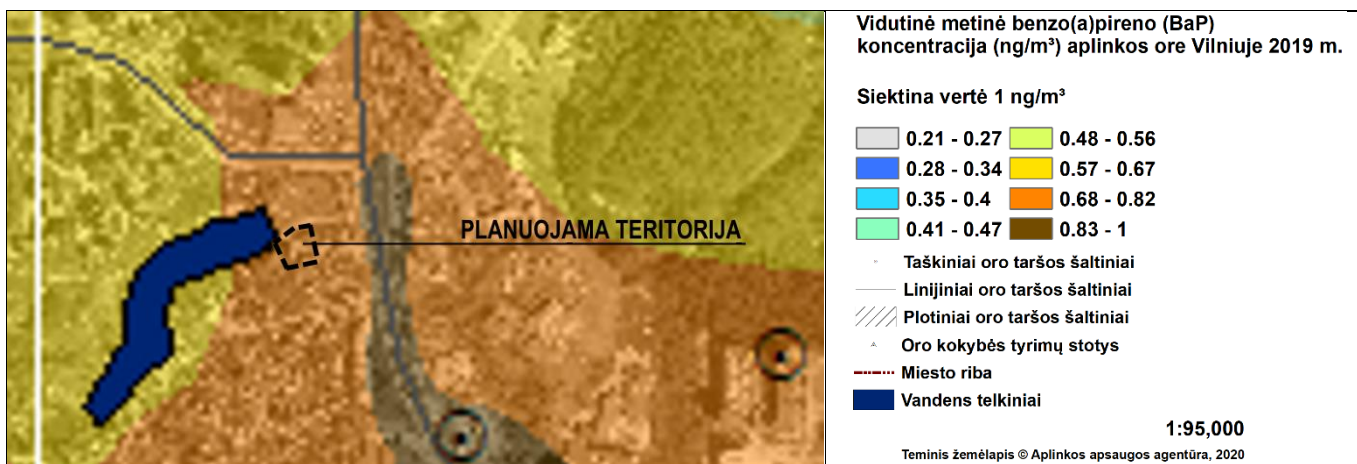 PLANUOJAMA TERITORIJA
Vidutinė metinė benzo(a)pireno (BaP)
koncentracija (ng/m³) aplinkos ore Vilniuje 2019 m.
Siektina vertė 1 ng/m³
0.21 - 0.27 0.48 - 0.56
0.28 - 0.34 0.57 - 0.67
0.35 - 0.4 0.68 - 0.82
0.41 - 0.47 0.83 - 1
Taškiniai oro taršos šaltiniai
Linijiniai oro taršos šaltiniai
Plotiniai oro taršos šaltiniai
Oro kokybės tyrimų stotys
Miesto riba
Vandens telkiniai
1:95,000
Teminis žemėlapis © Aplinkos apsaugos agentūra, 2020